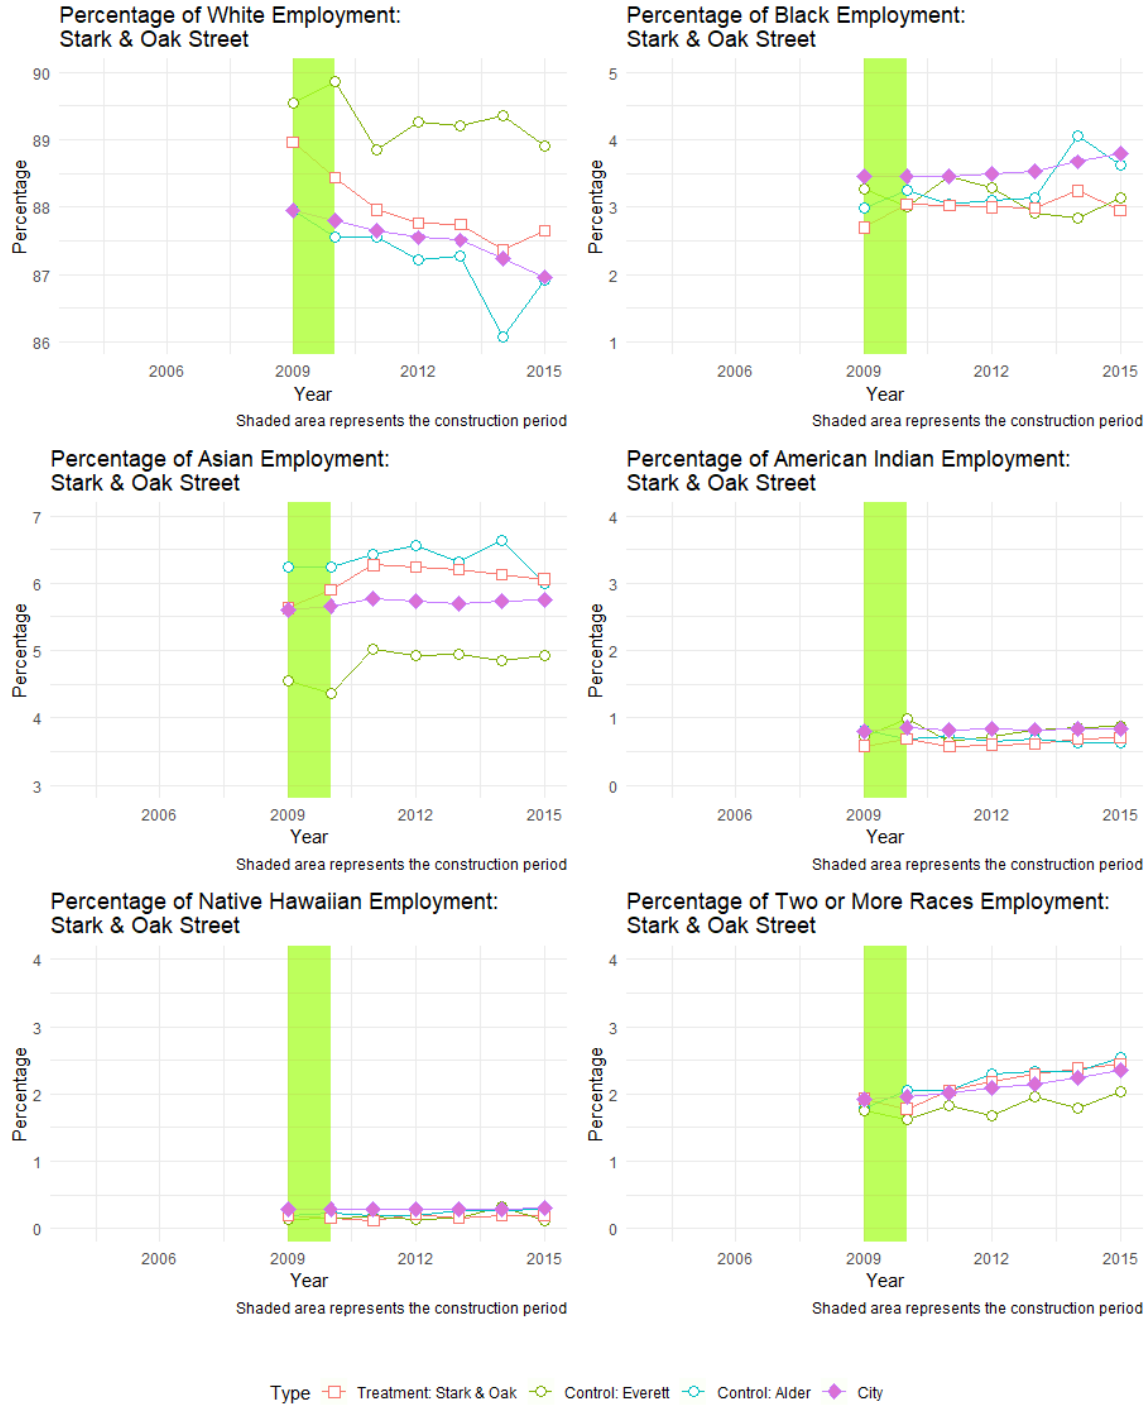 Percentage of White Employment:
Stark & Oak Street
90
89
88
87
86
Percentage
2006
2009
2012
2015
Year
Shaded area represents the construction period
Percentage of Black Employment:
Stark & Oak Street
5
4
3
2
1
Percentage
2006
2009
2012
2015
Year
Shaded area represents the construction period
Percentage of Asian Employment:
Stark & Oak Street
7
6
5
4
3
Percentage
2006
2009
2012
2015
Year
Shaded area represents the construction period
Percentage of American Indian Employment:
Stark & Oak Street
4
3
2
1
0
Percentage
2006
2009
2012
2015
Year
Shaded area represents the construction period
Percentage of Native Hawaiian Employment:
Stark & Oak Street
4
3
2
1
0
Percentage
2006
2009
2012
2015
Year
Shaded area represents the construction period
Percentage of Two or More Races Employment:
Stark & Oak Street
4
3
2
1
0
Percentage
2006
2009
2012
2015
Year
Shaded area represents the construction period
Type Treatment: Stark & Oak Control: Everett Control: Alder City